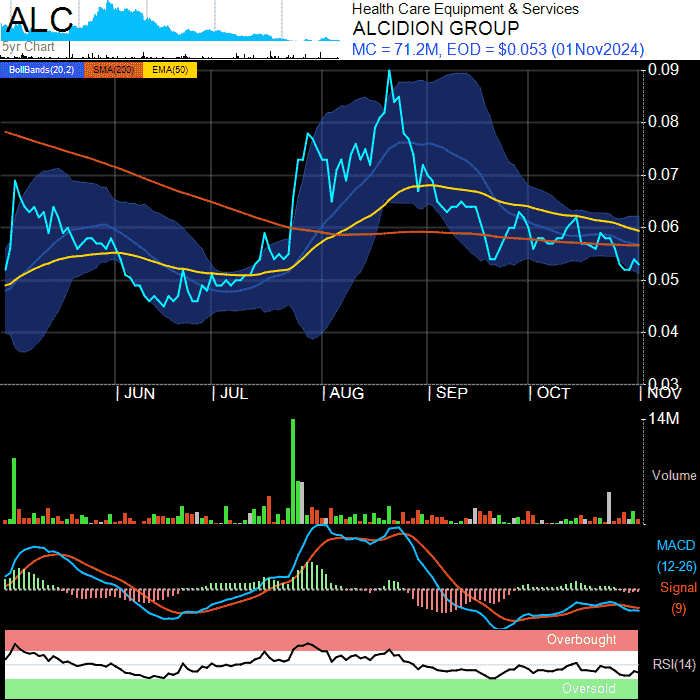 ALC
5yr Chart
Health Care Equipment & Services
ALCIDION GROUP
MC = 71.2M, EOD = $0.053 (01Nov2024)
BollBands(20,2) SMA(200) EMA(50)
0.09
0.08
0.07
0.06
0.05
0.04
0.03
JUN JUL AUG SEP OCT NOV
14M
Volume
MACD
(12-26)
Signal
(9)
Overbought
RSI(14)
Oversold